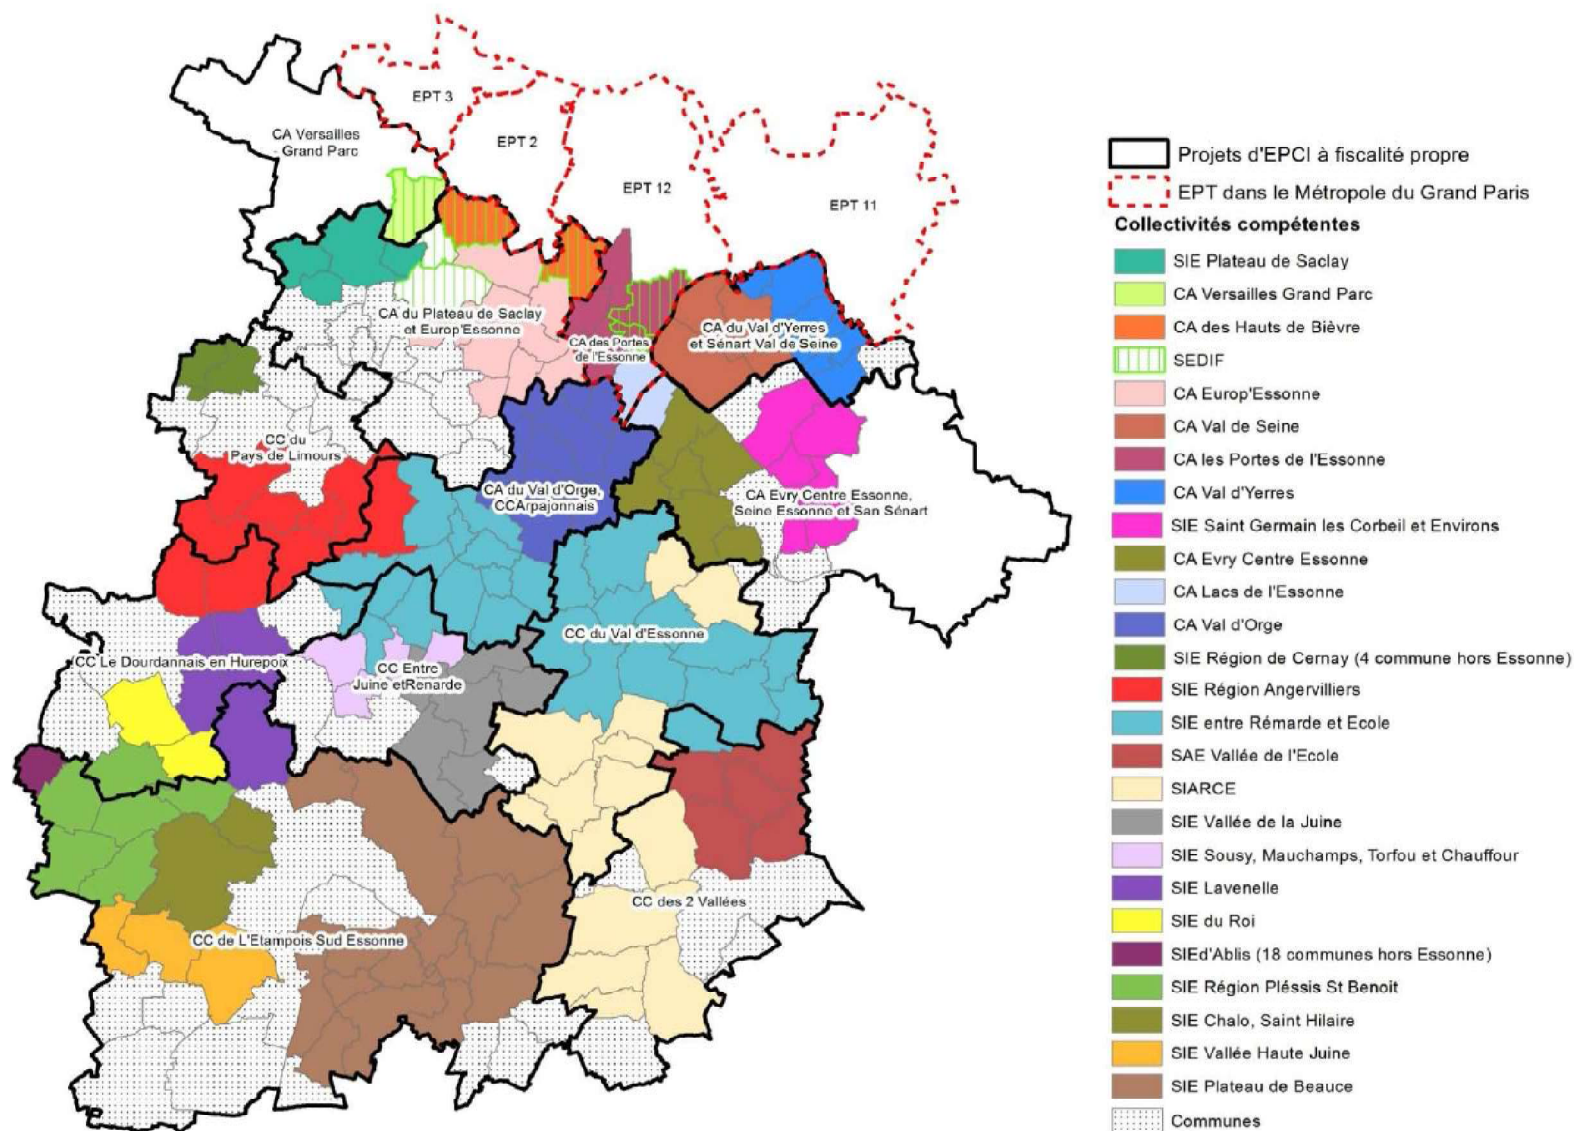 EPT 3
CA Versailles
- Grand Parc
EPT 2
EPT 12
EPT 11
CA du Plateau de Saclay
et Europ'Essonne
CA des Portes
de l'Essonne
CA du Val d'Yerres
et Sénart Val de Seine
CC du
Pays de Limours
CA du Val d'Orge,
CCArpajonnais
CA Evry Centre Essonne,
Seine Essonne et San Sénart
CC du Val d'Essonne
CC Le Dourdannais en Hurepoix
CC Entre
Juine etRenarde
CC des 2 Vallées
CC de L'Etampois Sud Essonne
Projets d'EPCI à fiscalité propre
EPT dans le Métropole du Grand Paris
Collectivités compétentes
SIE Plateau de Saclay
CA Versailles Grand Parc
CA des Hauts de Bièvre
SEDIF
CA Europ'Essonne
CA Val de Seine
CA les Portes de l'Essonne
CA Val d'Yerres
SIE Saint Germain les Corbeil et Environs
CA Evry Centre Essonne
CA Lacs de l'Essonne
CA Val d'Orge
SIE Région de Cernay (4 commune hors Essonne)
SIE Région Angervilliers
SIE entre Rémarde et Ecole
SAE Vallée de l'Ecole
SIARCE
SIE Vallée de la Juine
SIE Sousy, Mauchamps, Torfou et Chauffour
SIE Lavenelle
SIE du Roi
SIEd'Ablis (18 communes hors Essonne)
SIE Région Pléssis St Benoit
SIE Chalo, Saint Hilaire
SIE Vallée Haute Juine
SIE Plateau de Beauce
Communes